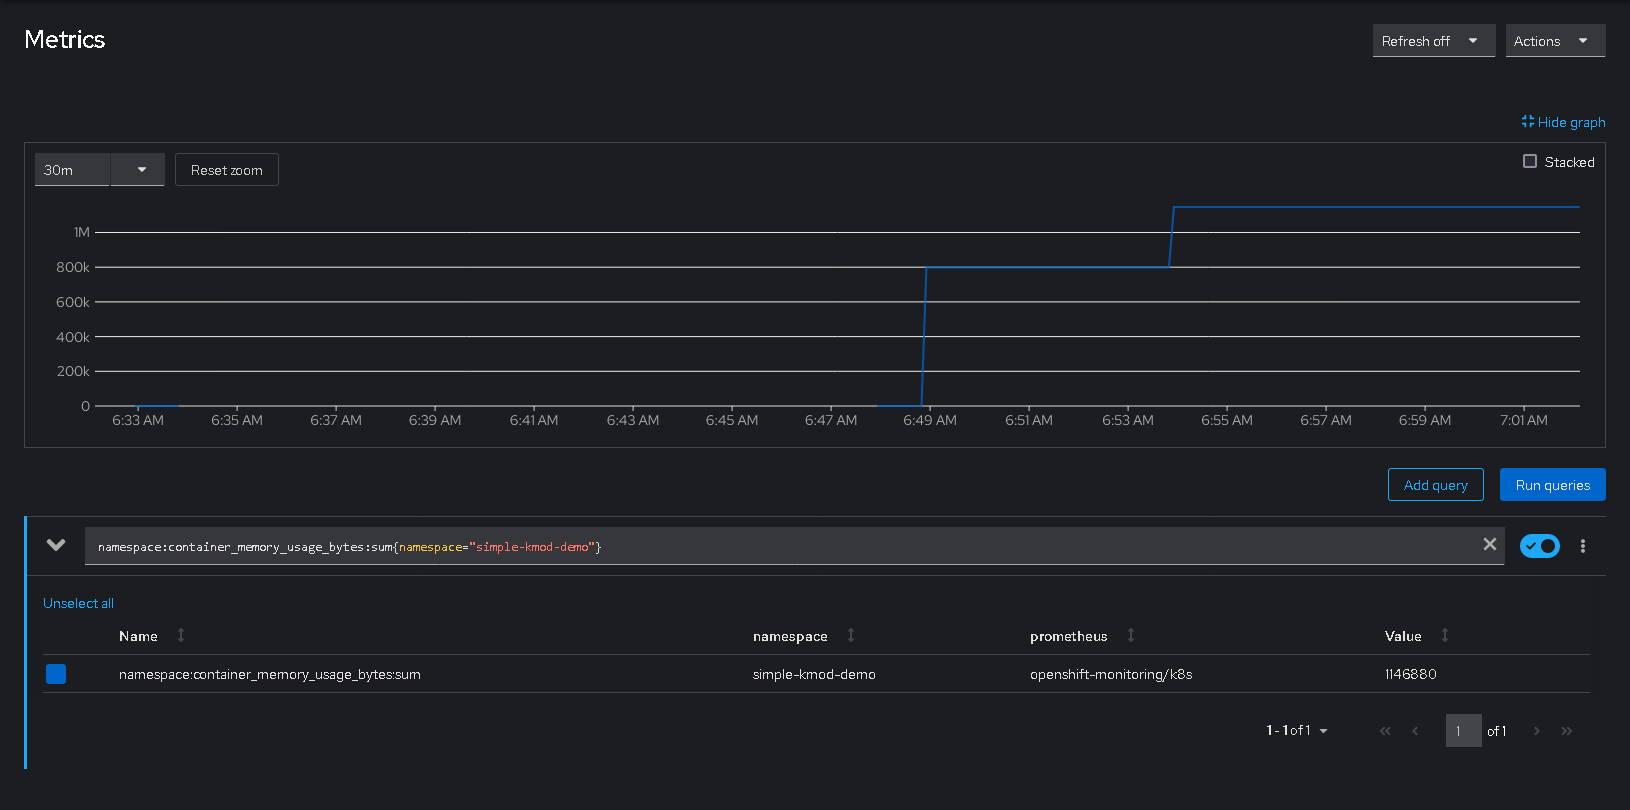 Metrics
Refresh off
Actions
Hide graph
30m
Reset zoom
Stacked
1M
800k
600k
400k
200k
0
6:33 AM 6:35 AM 6:37 AM 6:39 AM 6:41 AM 6:43 AM 6:45 AM 6:47 AM 6:49 AM 6:51 AM 6:53 AM 6:55 AM 6:57 AM 6:59 AM 7:01 AM
Add query
Run queries
namespace:container_memory_usage_bytes:sum{namespace="simple-kmod-demo"}
Unselect all
Name namespace prometheus Value
namespace:container_memory_usage_bytes:sum simple-kmod-demo openshift-monitoring/k8s 1146880
1 - 1 of 1
1 of 1